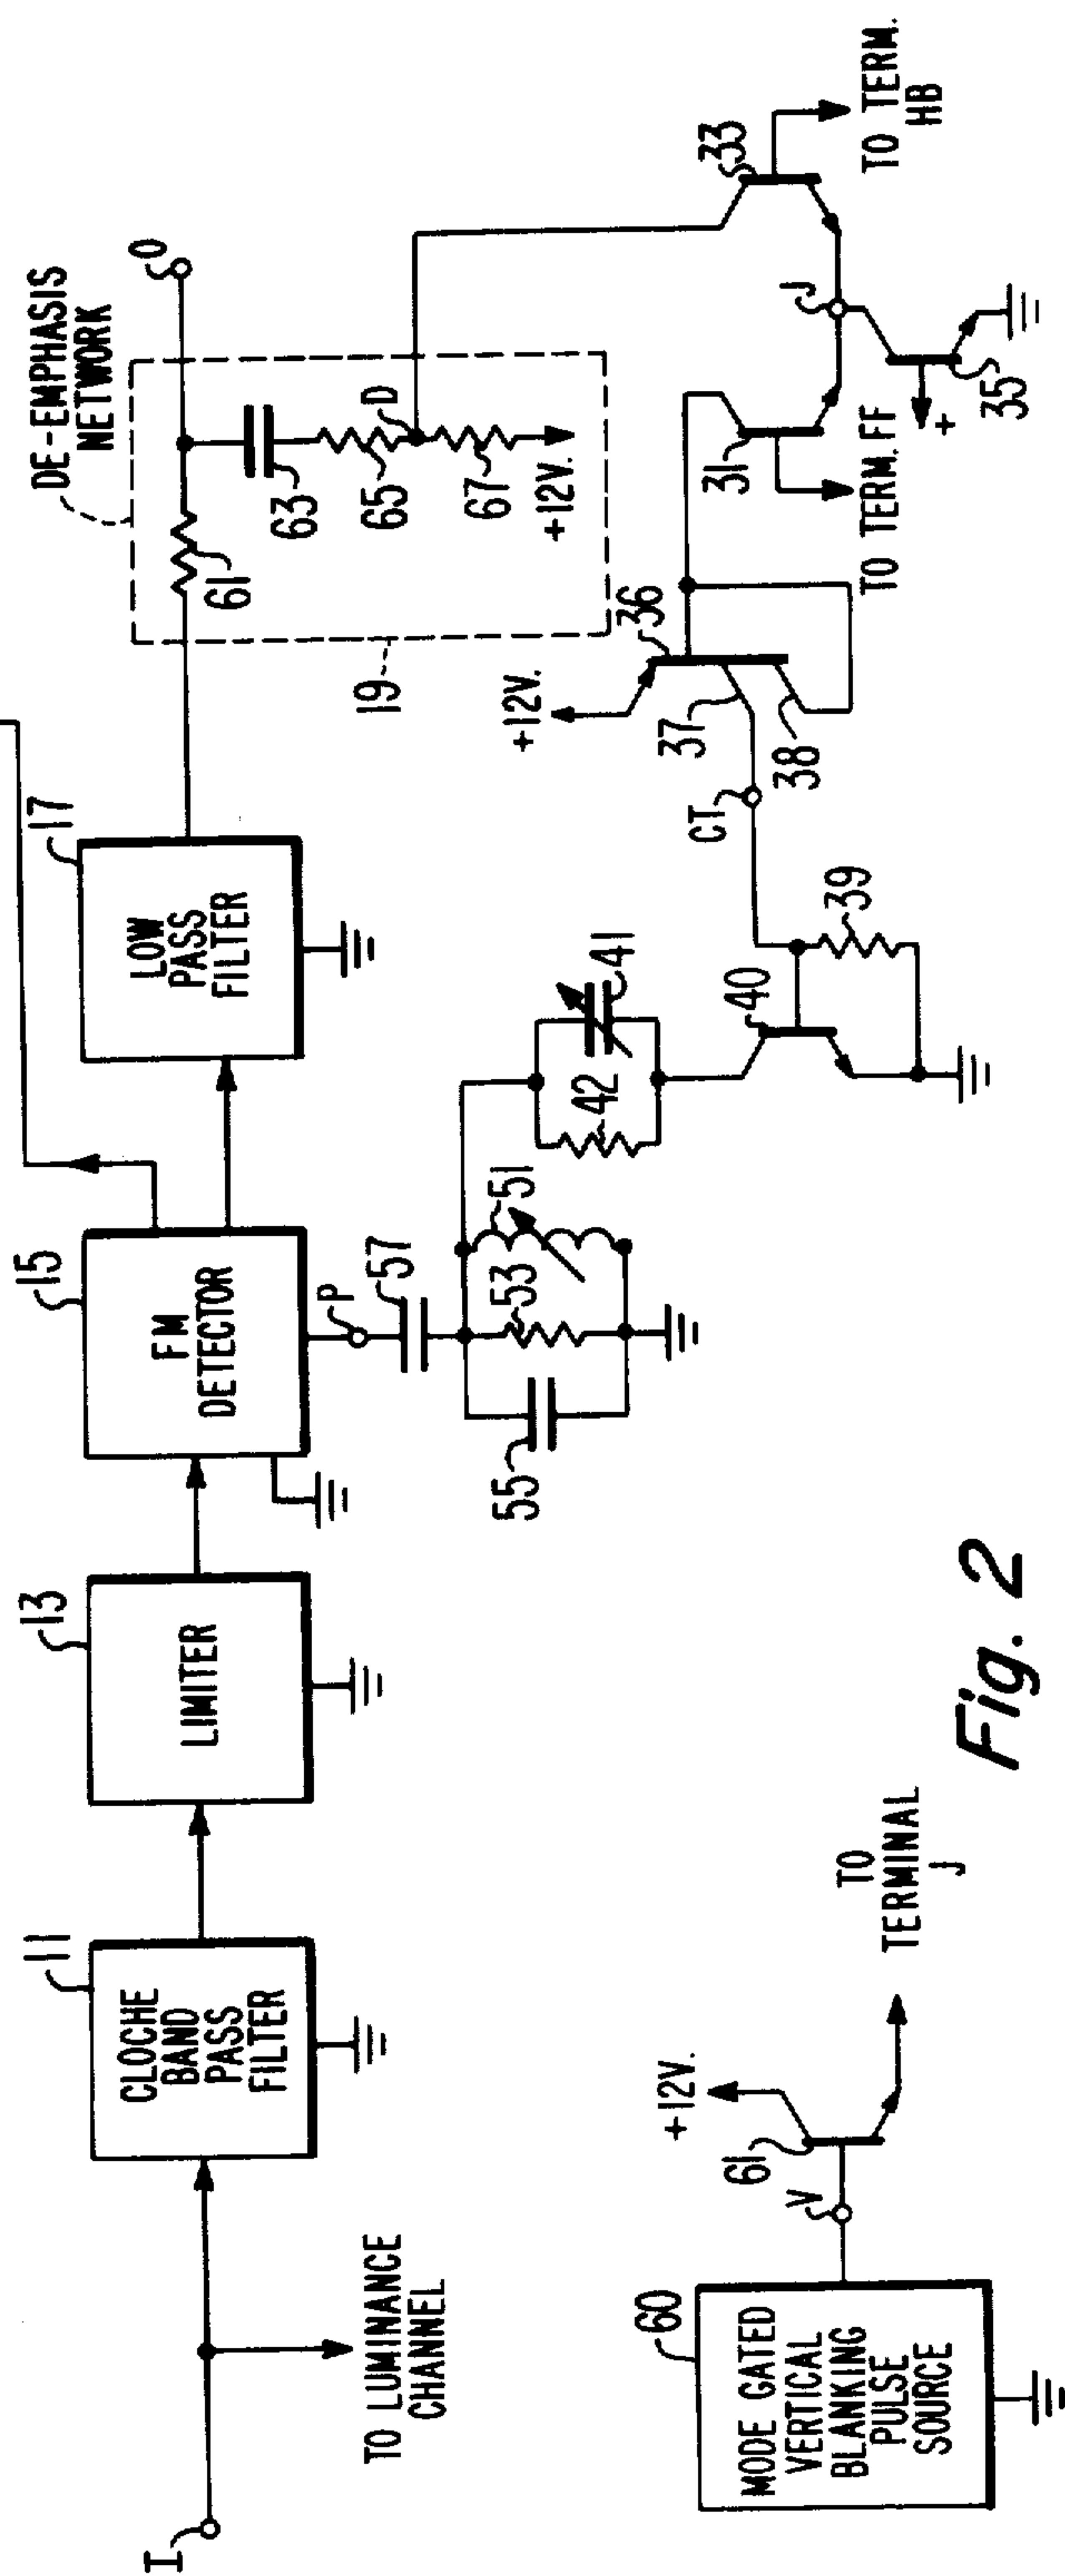 I
TO LUMINANCE
CHANNEL
11
CLOCHE
BAND
PASS
FILTER
13
LIMITER
15
FM
DETECTOR
17
LOW
PASS
FILTER
DE-EMPHASIS
NETWORK
19
61
63
65
D
67
+12V.
O
P
57
55
53
51
42
41
40
39
CT
+12V.
36
37
38
31
TO TERM. FF
J
+
35
33
TO TERM.
HB
60
MODE GATED
VERTICAL
BLANKING
PULSE
SOURCE
V
61
+12V.
TO
TERMINAL
J
Fig. 2